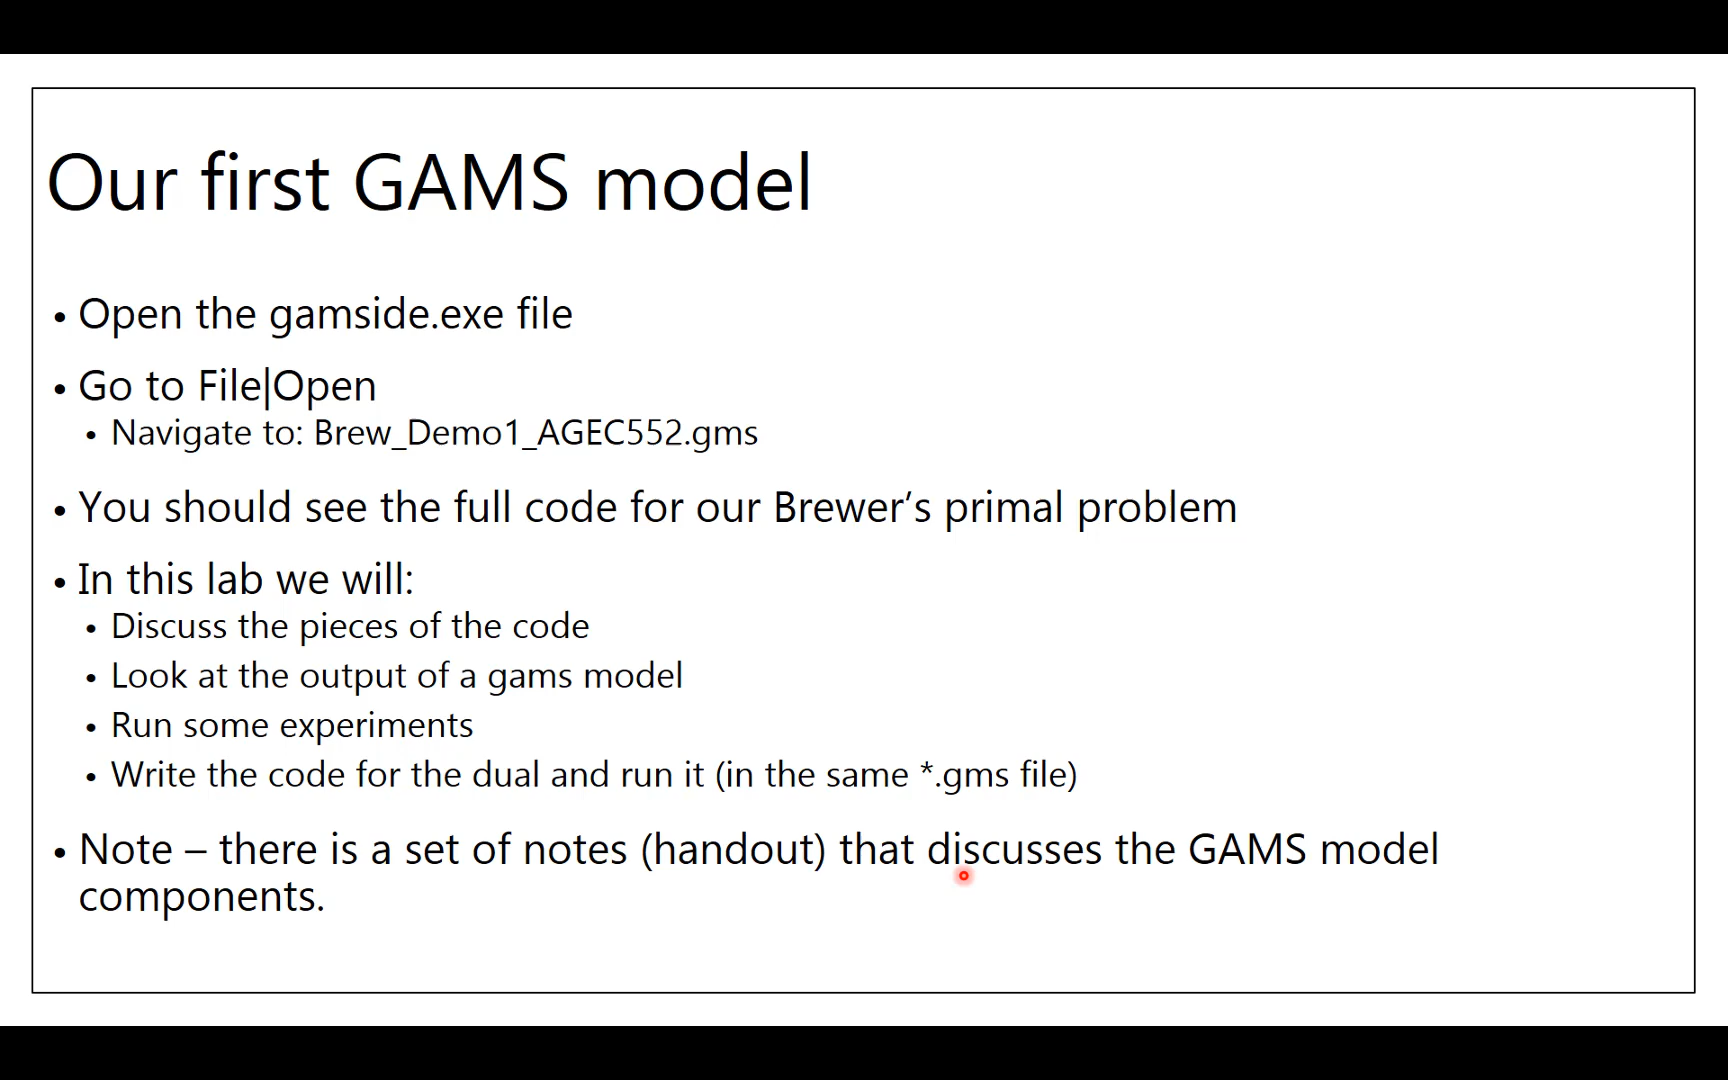 Our first GAMS model
• Open the gamside.exe file
• Go to File|Open
• Navigate to: Brew_Demo1_AGEC552.gms
• You should see the full code for our Brewer’s primal problem
• In this lab we will:
• Discuss the pieces of the code
• Look at the output of a gams model
• Run some experiments
• Write the code for the dual and run it (in the same *.gms file)
• Note – there is a set of notes (handout) that discusses the GAMS model
components.